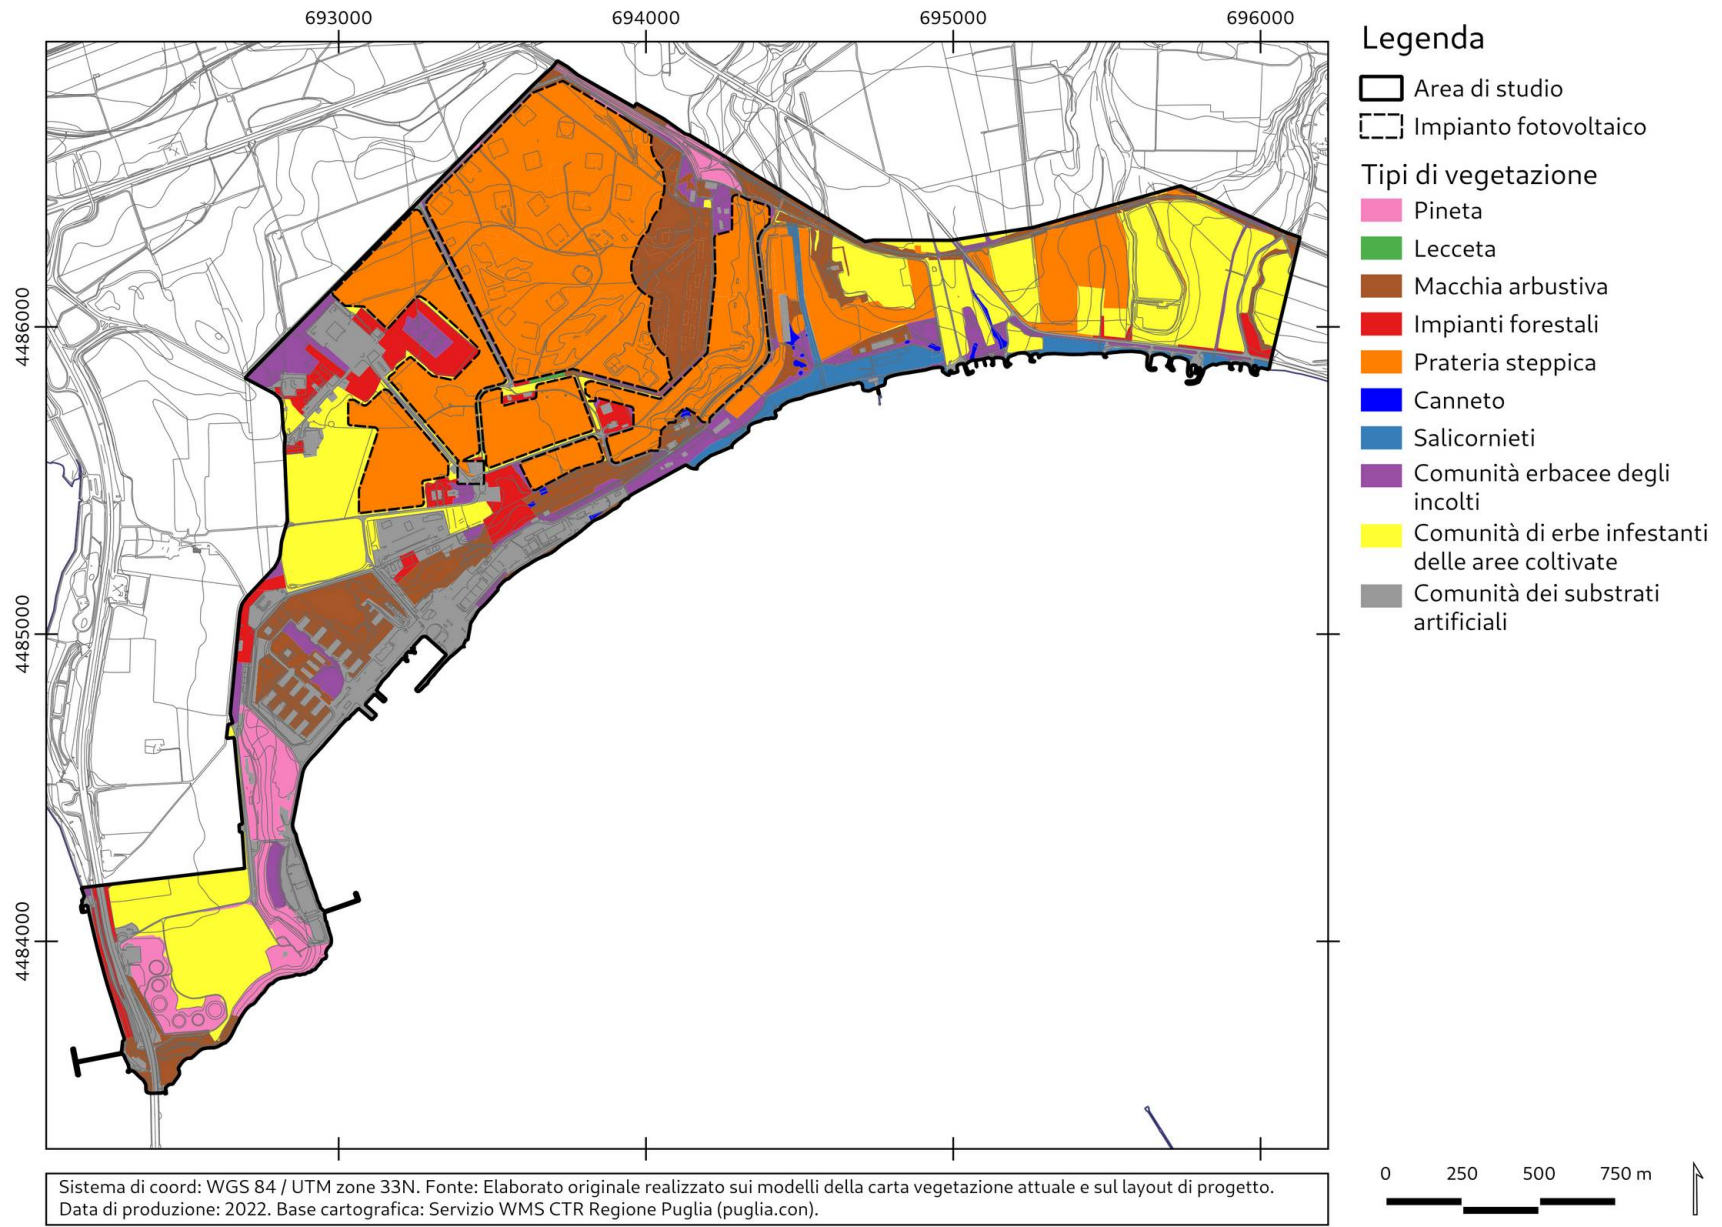 693000
694000
695000
696000
4486000
4485000
4484000
Legenda
Area di studio
Impianto fotovoltaico
Tipi di vegetazione
Pineta
Lecceta
Macchia arbustiva
Impianti forestali
Prateria steppica
Canneto
Salicornieti
Comunità erbacee degli
incolti
Comunità di erbe infestanti
delle aree coltivate
Comunità dei substrati
artificiali
0 250 500 750 m
Sistema di coord: WGS 84 / UTM zone 33N. Fonte: Elaborato originale realizzato sui modelli della carta vegetazione attuale e sul layout di progetto.
Data di produzione: 2022. Base cartografica: Servizio WMS CTR Regione Puglia (puglia.con).